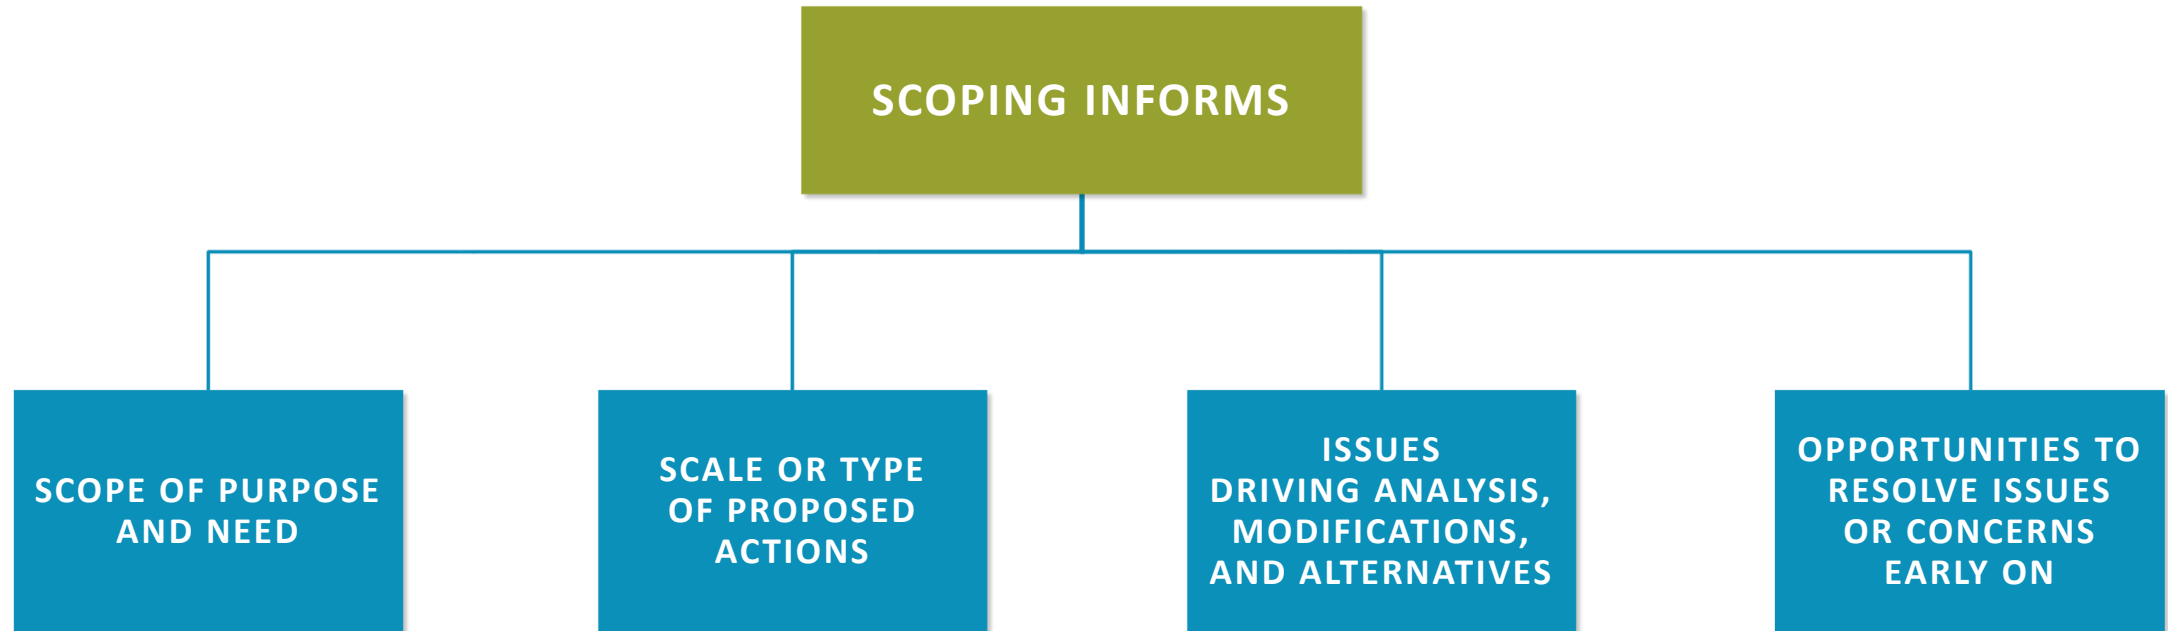 SCOPING INFORMS
SCOPE OF PURPOSE
AND NEED
SCALE OR TYPE
OF PROPOSED
ACTIONS
ISSUES
DRIVING ANALYSIS,
MODIFICATIONS,
AND ALTERNATIVES
OPPORTUNITIES TO
RESOLVE ISSUES
OR CONCERNS
EARLY ON